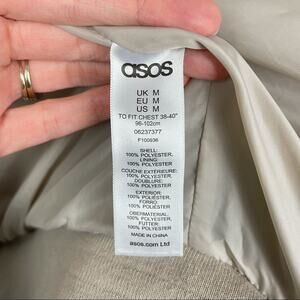 asos
UK M
EU M
US M
TO FIT CHEST 38-40"
96-102cm
06237377
F100936
SHELL:
100% POLYESTER,
LINING:
100% POLYESTER,
COUCHE EXTÉRIEURE:
100% POLYESTER,
DOUBLURE:
100% POLYESTER,
EXTERIOR:
100% POLIÉSTER,
FORRO:
100% POLIÉSTER,
OBERMATERIAL:
100% POLYESTER,
FUTTER:
100% POLYESTER,
MADE IN CHINA
asos.com Ltd